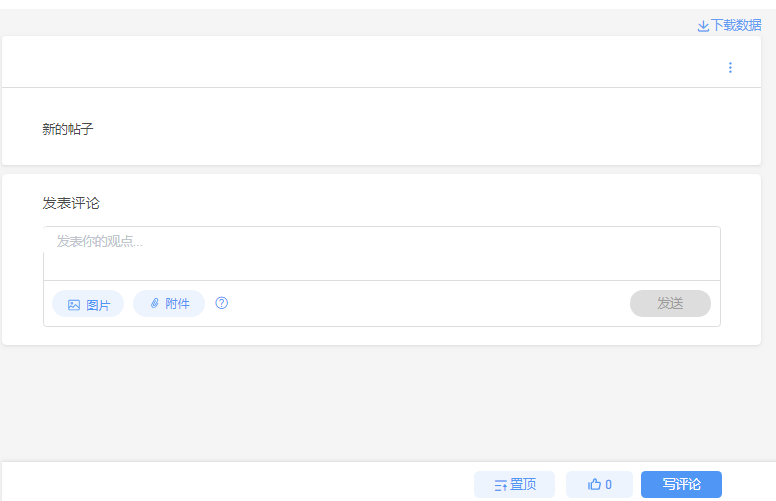 下载数据
新的帖子
发表评论
发表你的观点...
图片 附件 发送
置顶 0 写评论